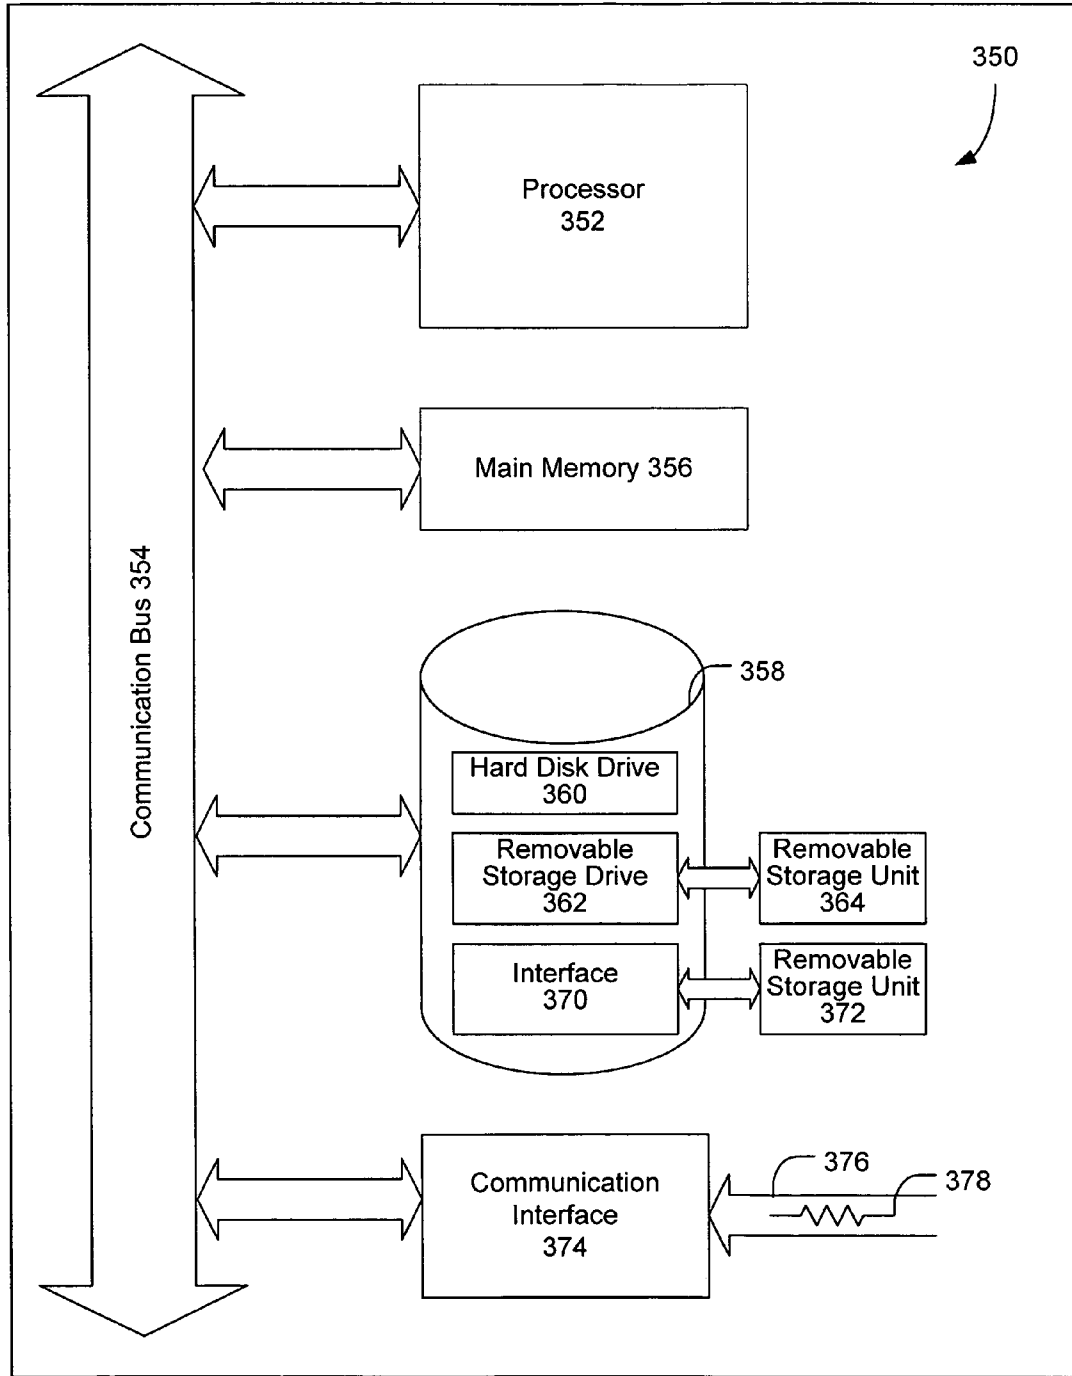 350
Processor
352
Main Memory 356
Communication Bus 354
358
Hard Disk Drive
360
Removable
Storage Drive
362
Removable
Storage Unit
364
Interface
370
Removable
Storage Unit
372
Communication
Interface
374
376
378